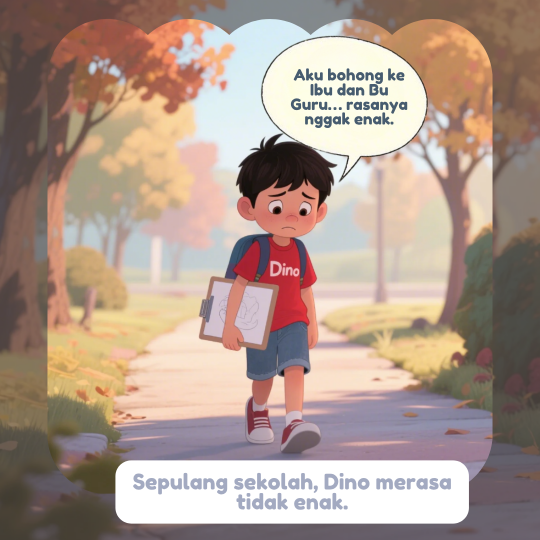 Aku bohong ke
Ibu dan Bu
Guru... rasanya
nggak enak.
Dino
Sepulang sekolah, Dino merasa
tidak enak.